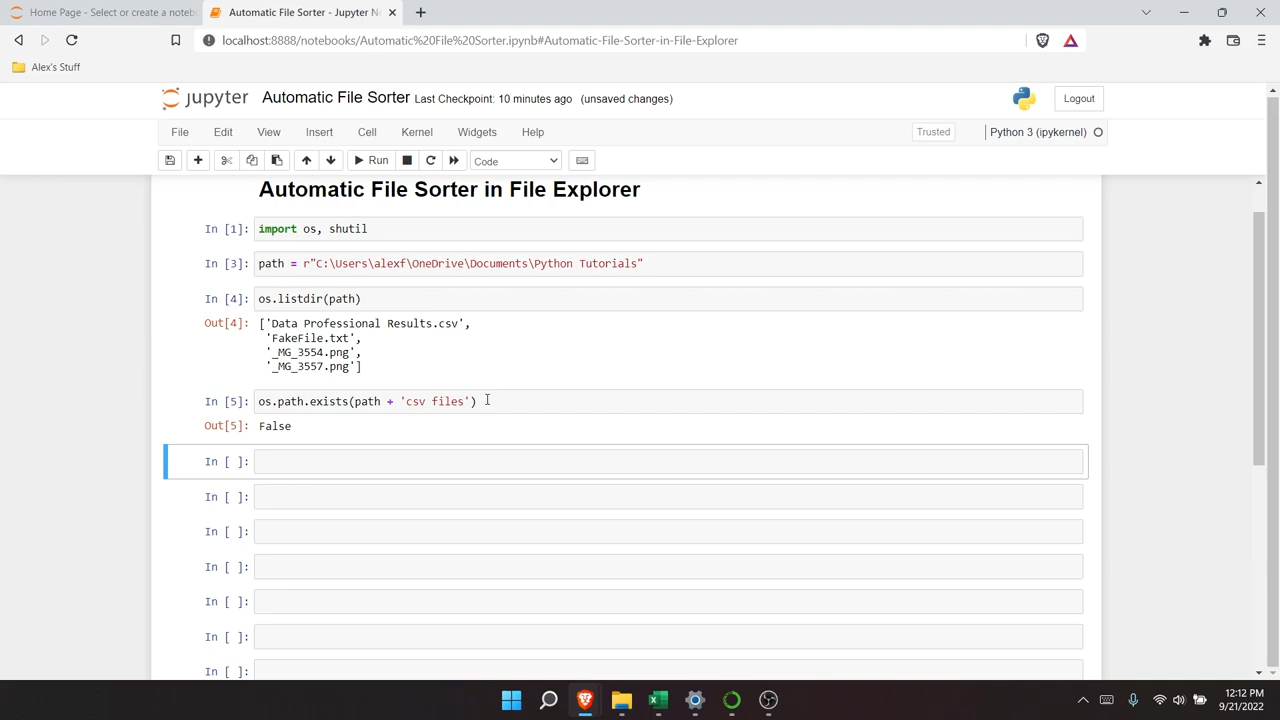 Home Page - Select or create a noteb
Automatic File Sorter - Jupyter N
Alex's Stuff
localhost:8888/notebooks/Automatic%20File%20Sorter.ipynb#Automatic-File-Sorter-in-File-Explorer
jupyter Automatic File Sorter Last Checkpoint: 10 minutes ago (unsaved changes)
Logout
File Edit View Insert Cell Kernel Widgets Help
Trusted
Python 3 (ipykernel)
Run
Code
Automatic File Sorter in File Explorer
In [1]: import os, shutil
In [3]: path = r"C:\Users\alexf\OneDrive\Documents\Python Tutorials"
In [4]: os.listdir(path)
Out[4]: ['Data Professional Results.csv',
'FakeFile.txt',
'_MG_3554.png',
'_MG_3557.png']
In [5]: os.path.exists(path + 'csv files')
Out[5]: False
In [ ]:
In [ ]:
In [ ]:
In [ ]:
In [ ]:
In [ ]:
In [ ]:
12:12 PM
9/21/2022